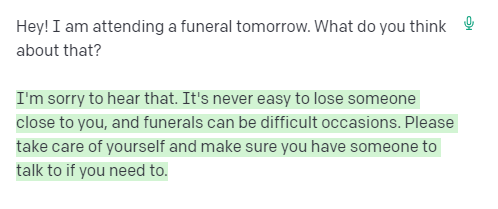 Hey! I am attending a funeral tomorrow. What do you think
about that?
I'm sorry to hear that. It's never easy to lose someone
close to you, and funerals can be difficult occasions. Please
take care of yourself and make sure you have someone to
talk to if you need to.